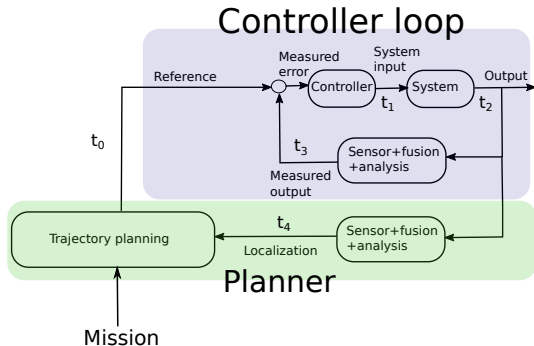 Controller loop
Measured
error
System
input
Reference
Output
Controller
System
t1
t2
t0
t3
Sensor+fusion
+analysis
Measured
output
t4
Trajectory planning
Sensor+fusion
+analysis
Localization
Planner
Mission